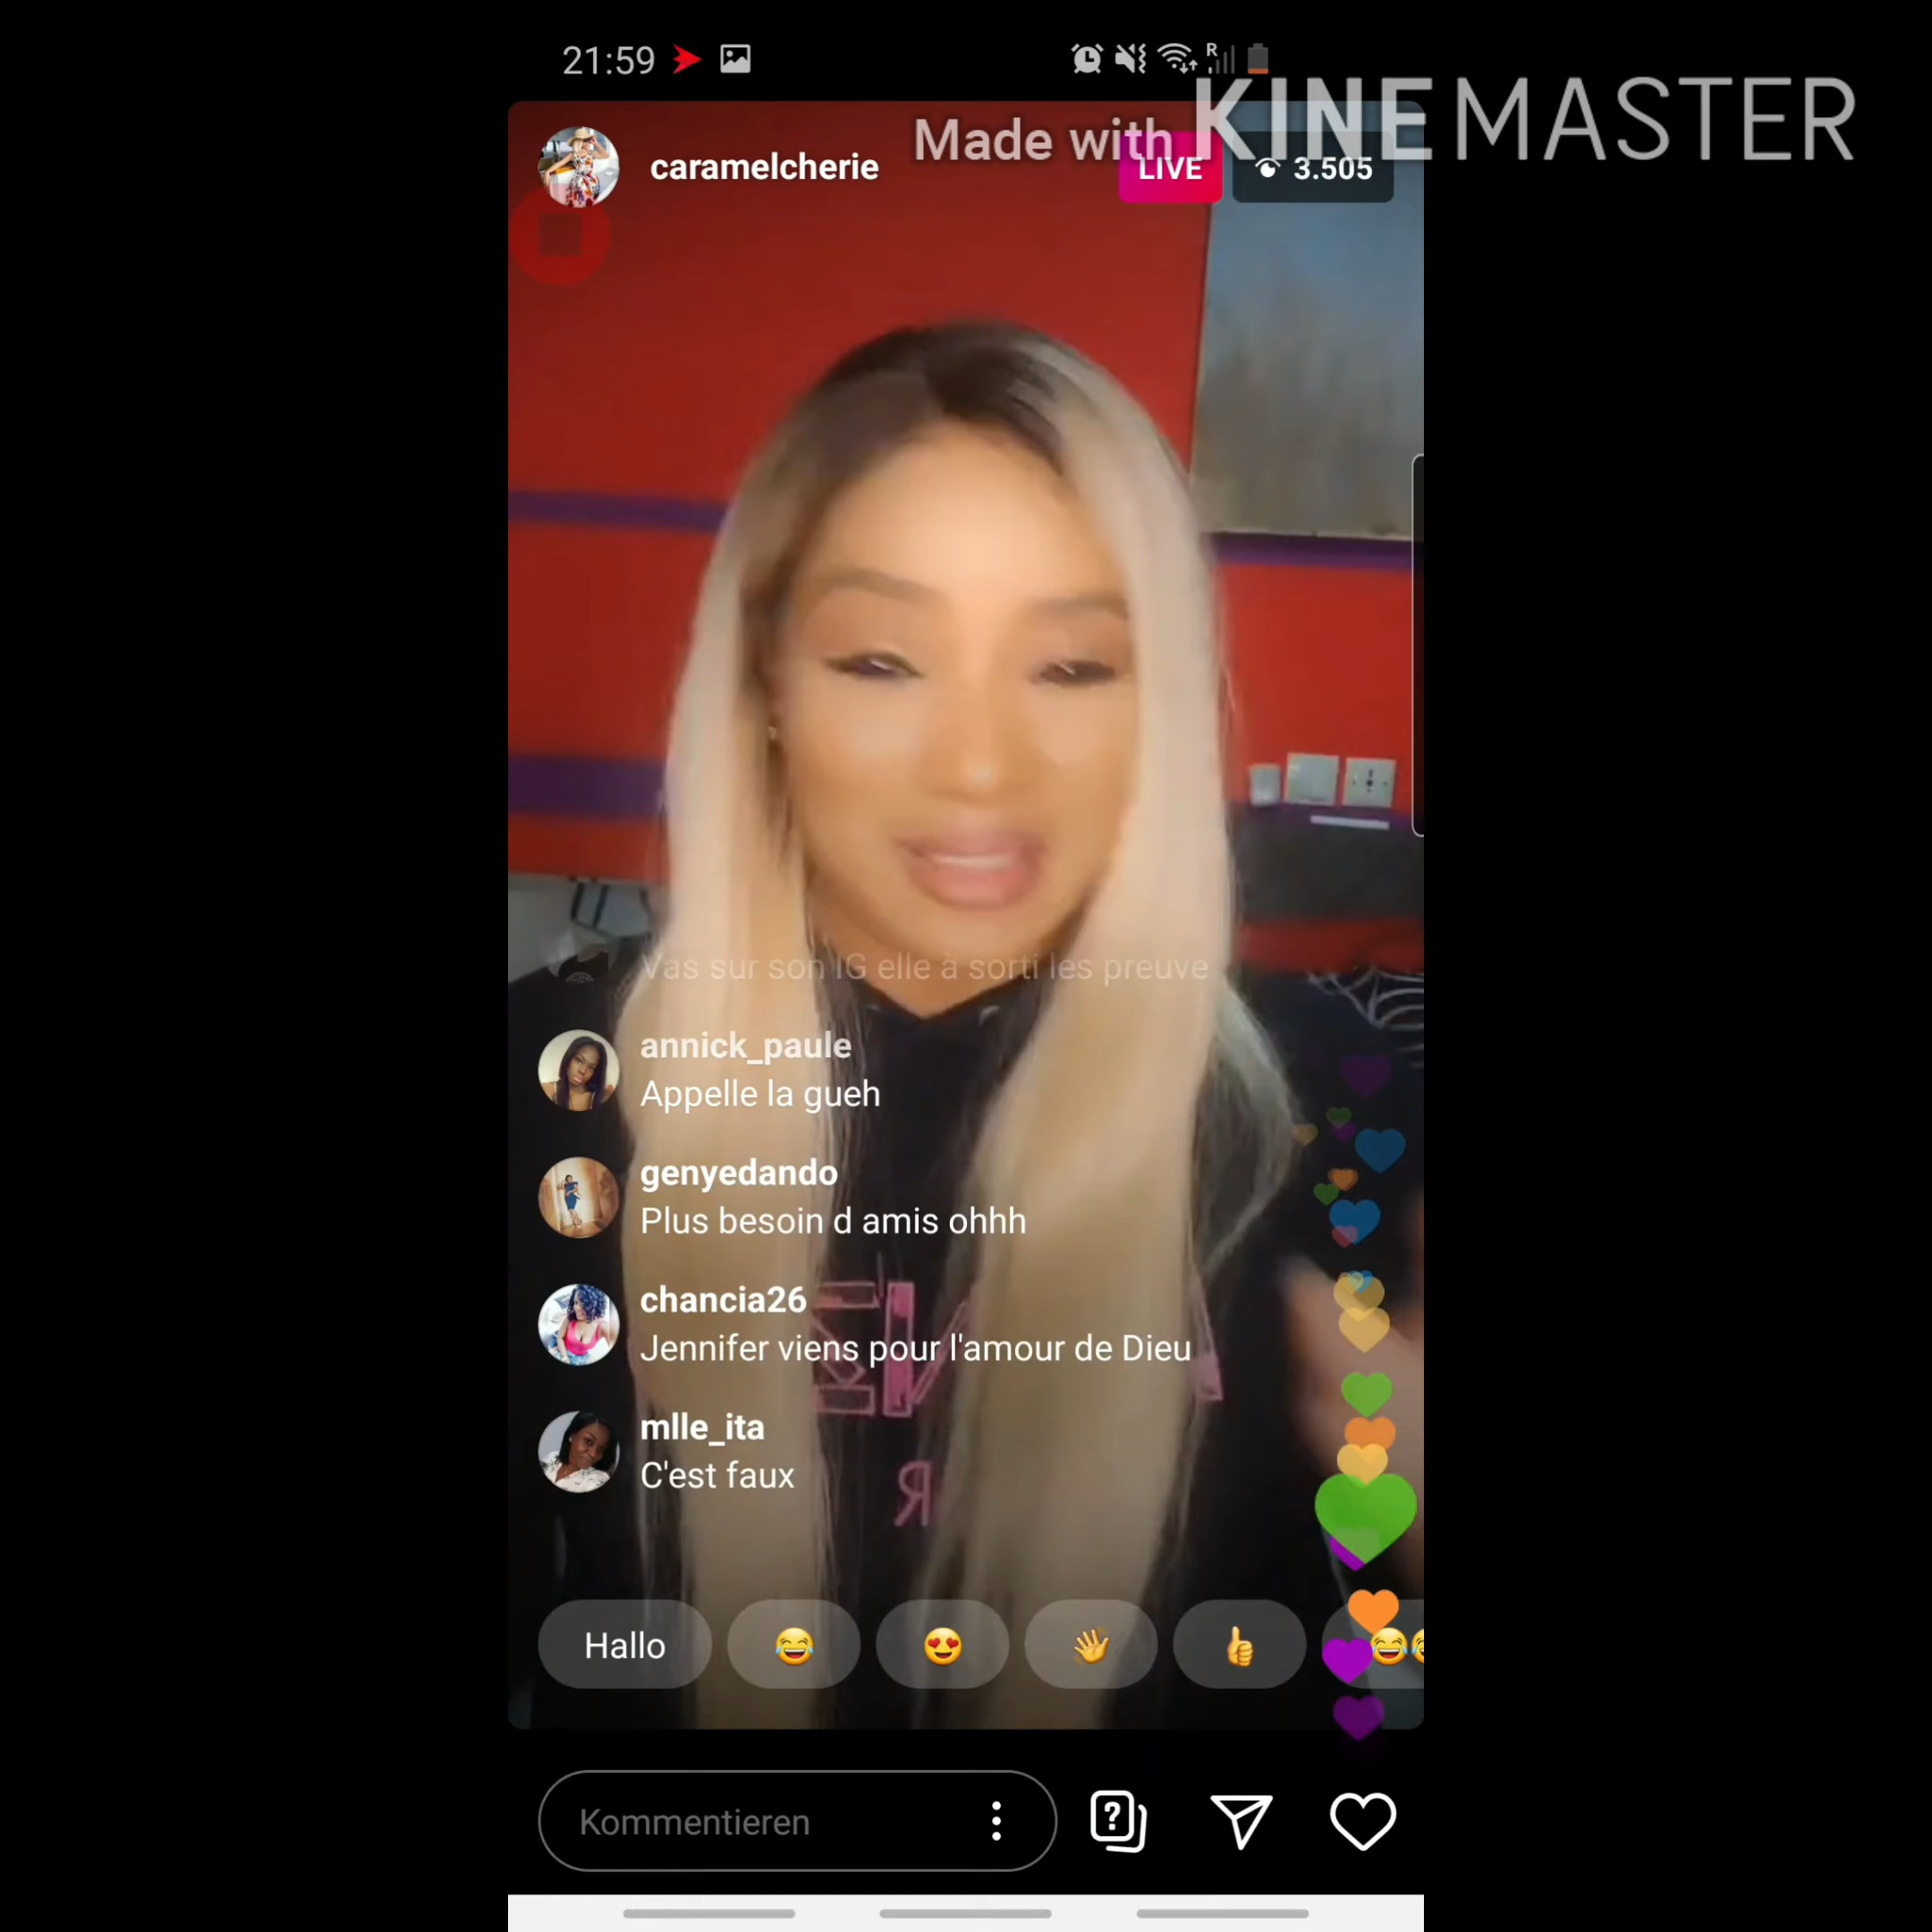 21:59
R
Made with KINEMASTER
caramelcherie
LIVE
3.505
Vas sur son IG elle à sorti les preuve
annick_paule
Appelle la gueh
genyedando
Plus besoin d amis ohhh
chancia26
Jennifer viens pour l'amour de Dieu
mlle_ita
C'est faux
Hallo
Kommentieren